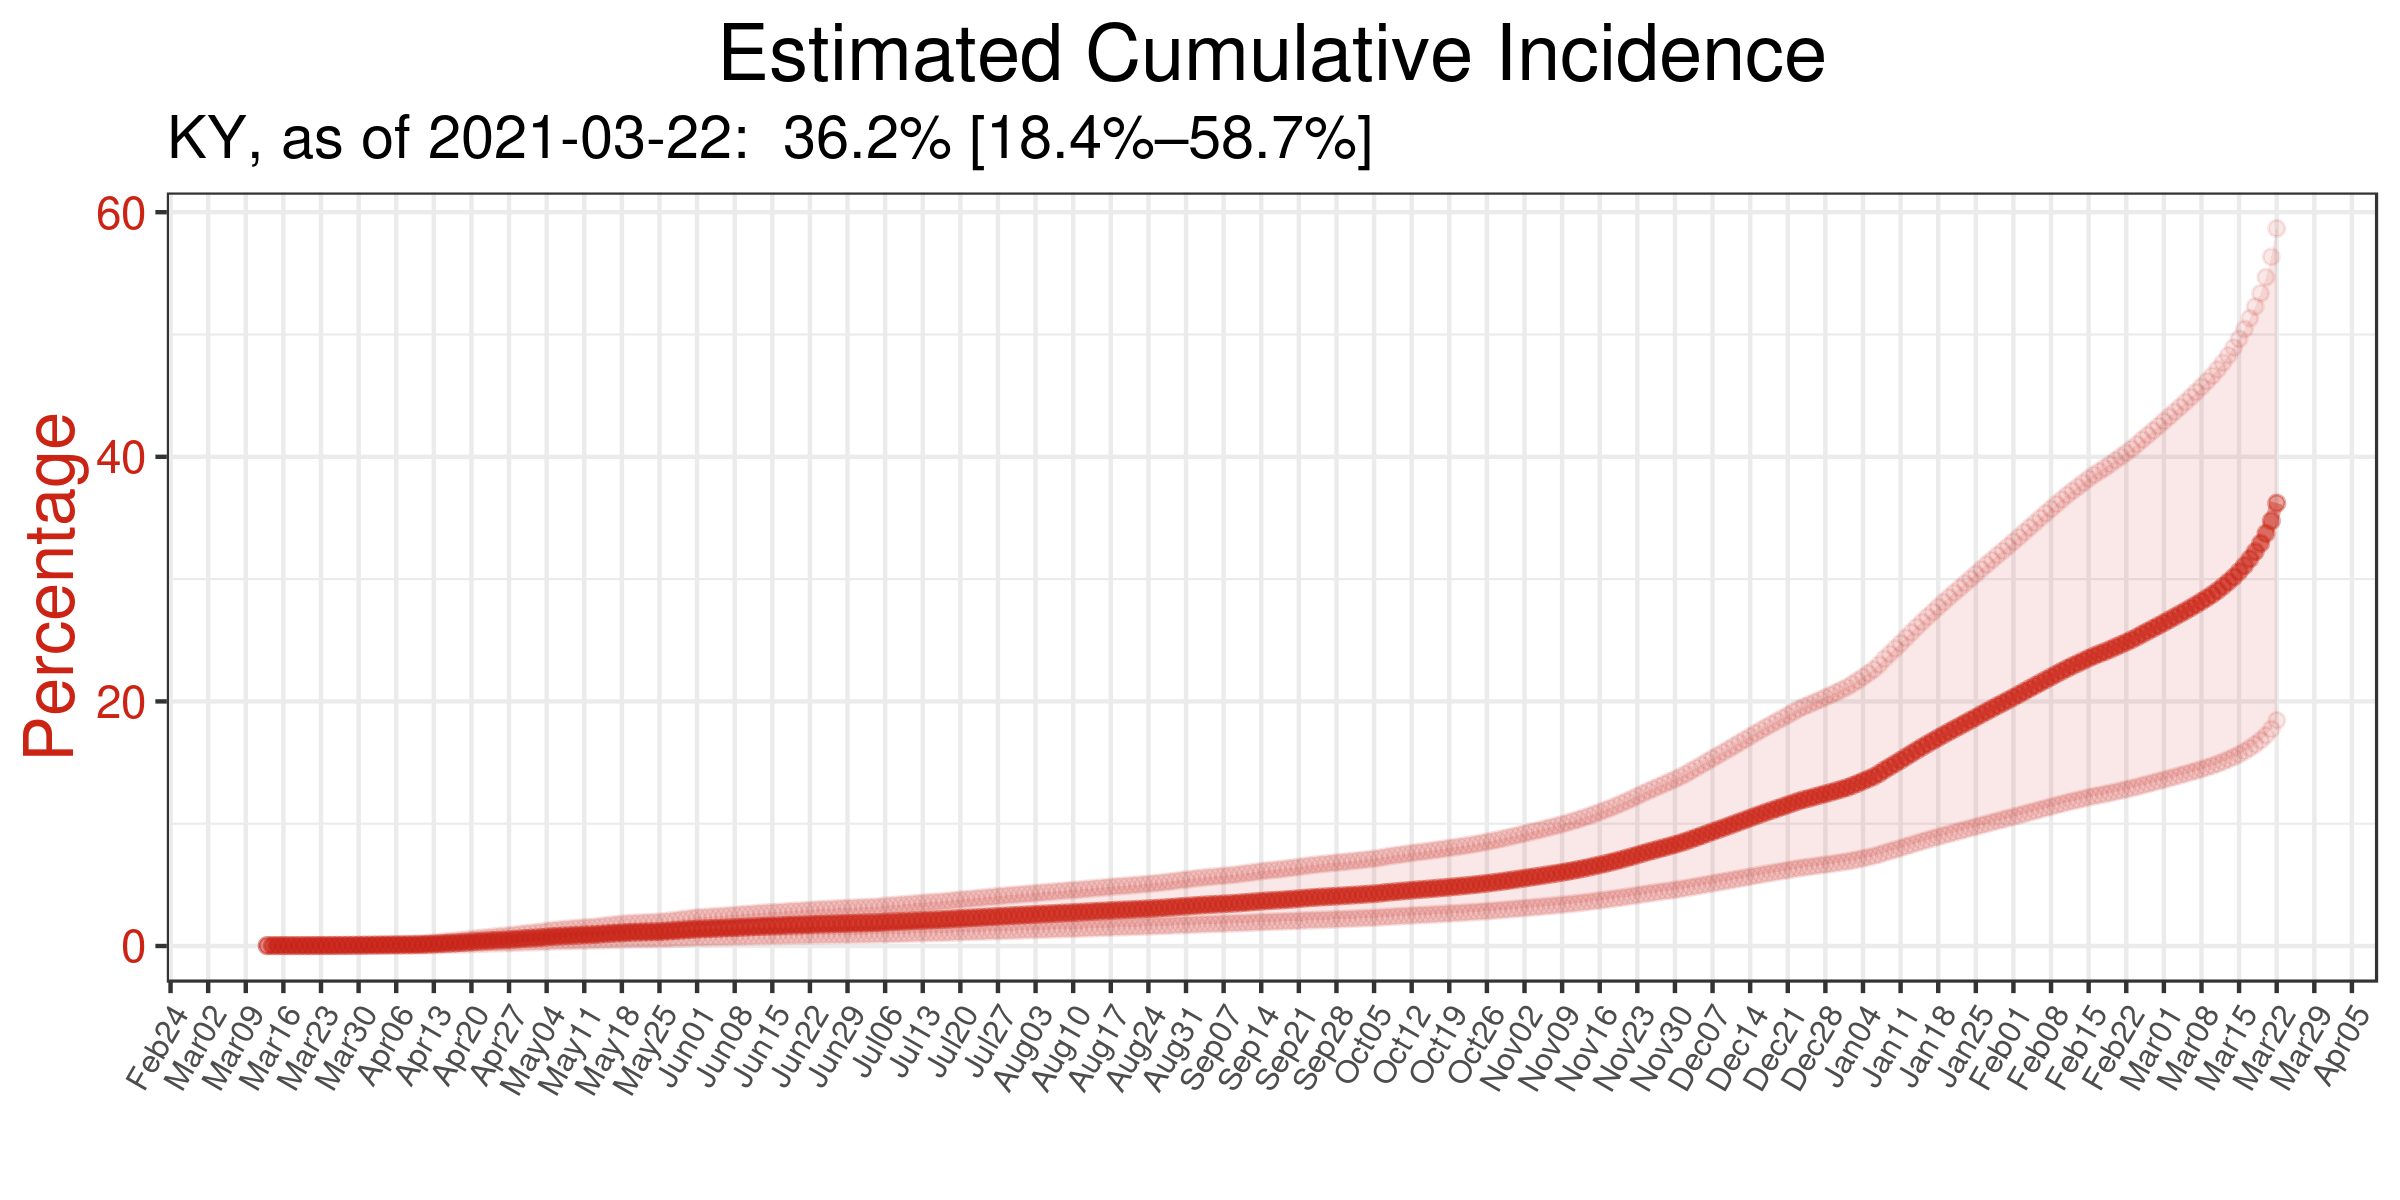 Estimated Cumulative Incidence
KY, as of 2021-03-22:  36.2% [18.4%–58.7%]
Percentage
60
40
20
0
Feb24
Mar02
Mar09
Mar16
Mar23
Mar30
Apr06
Apr13
Apr20
Apr27
May04
May11
May18
May25
Jun01
Jun08
Jun15
Jun22
Jun29
Jul06
Jul13
Jul20
Jul27
Aug03
Aug10
Aug17
Aug24
Aug31
Sep07
Sep14
Sep21
Sep28
Oct05
Oct12
Oct19
Oct26
Nov02
Nov09
Nov16
Nov23
Nov30
Dec07
Dec14
Dec21
Dec28
Jan04
Jan11
Jan18
Jan25
Feb01
Feb08
Feb15
Feb22
Mar01
Mar08
Mar15
Mar22
Mar29
Apr05